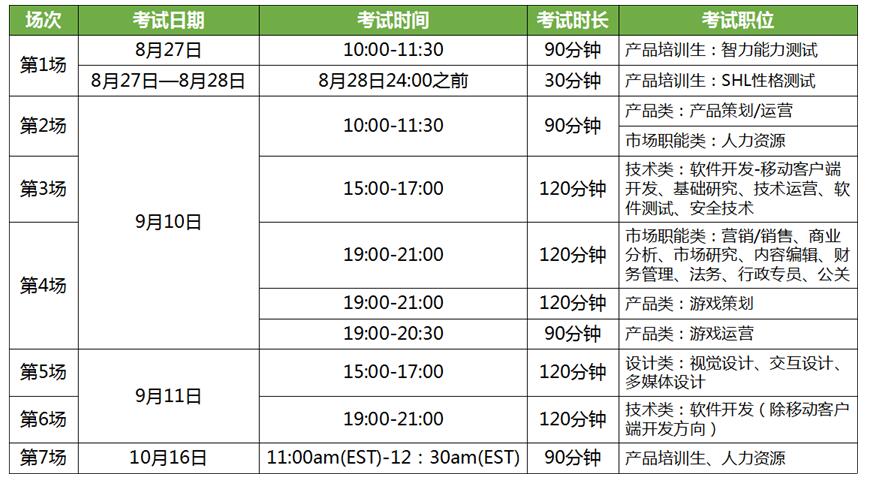 场次 考试日期 考试时间 考试时长 考试职位
第1场 8月27日 10:00-11:30 90分钟 产品培训生：智力能力测试
8月27日—8月28日 8月28日24:00之前 30分钟 产品培训生：SHL性格测试
第2场 9月10日 10:00-11:30 90分钟 产品类：产品策划/运营
市场职能类：人力资源
第3场 15:00-17:00 120分钟 技术类：软件开发-移动客户端
开发、基础研究、技术运营、软
件测试、安全技术
第4场 19:00-21:00 120分钟 市场职能类：营销/销售、商业
分析、市场研究、内容编辑、财
务管理、法务、行政专员、公关
19:00-21:00 120分钟 产品类：游戏策划
19:00-20:30 90分钟 产品类：游戏运营
第5场 9月11日 15:00-17:00 120分钟 设计类：视觉设计、交互设计、
多媒体设计
第6场 19:00-21:00 120分钟 技术类：软件开发（除移动客户
端开发方向）
第7场 10月16日 11:00am(EST)-12：30am(EST) 90分钟 产品培训生、人力资源